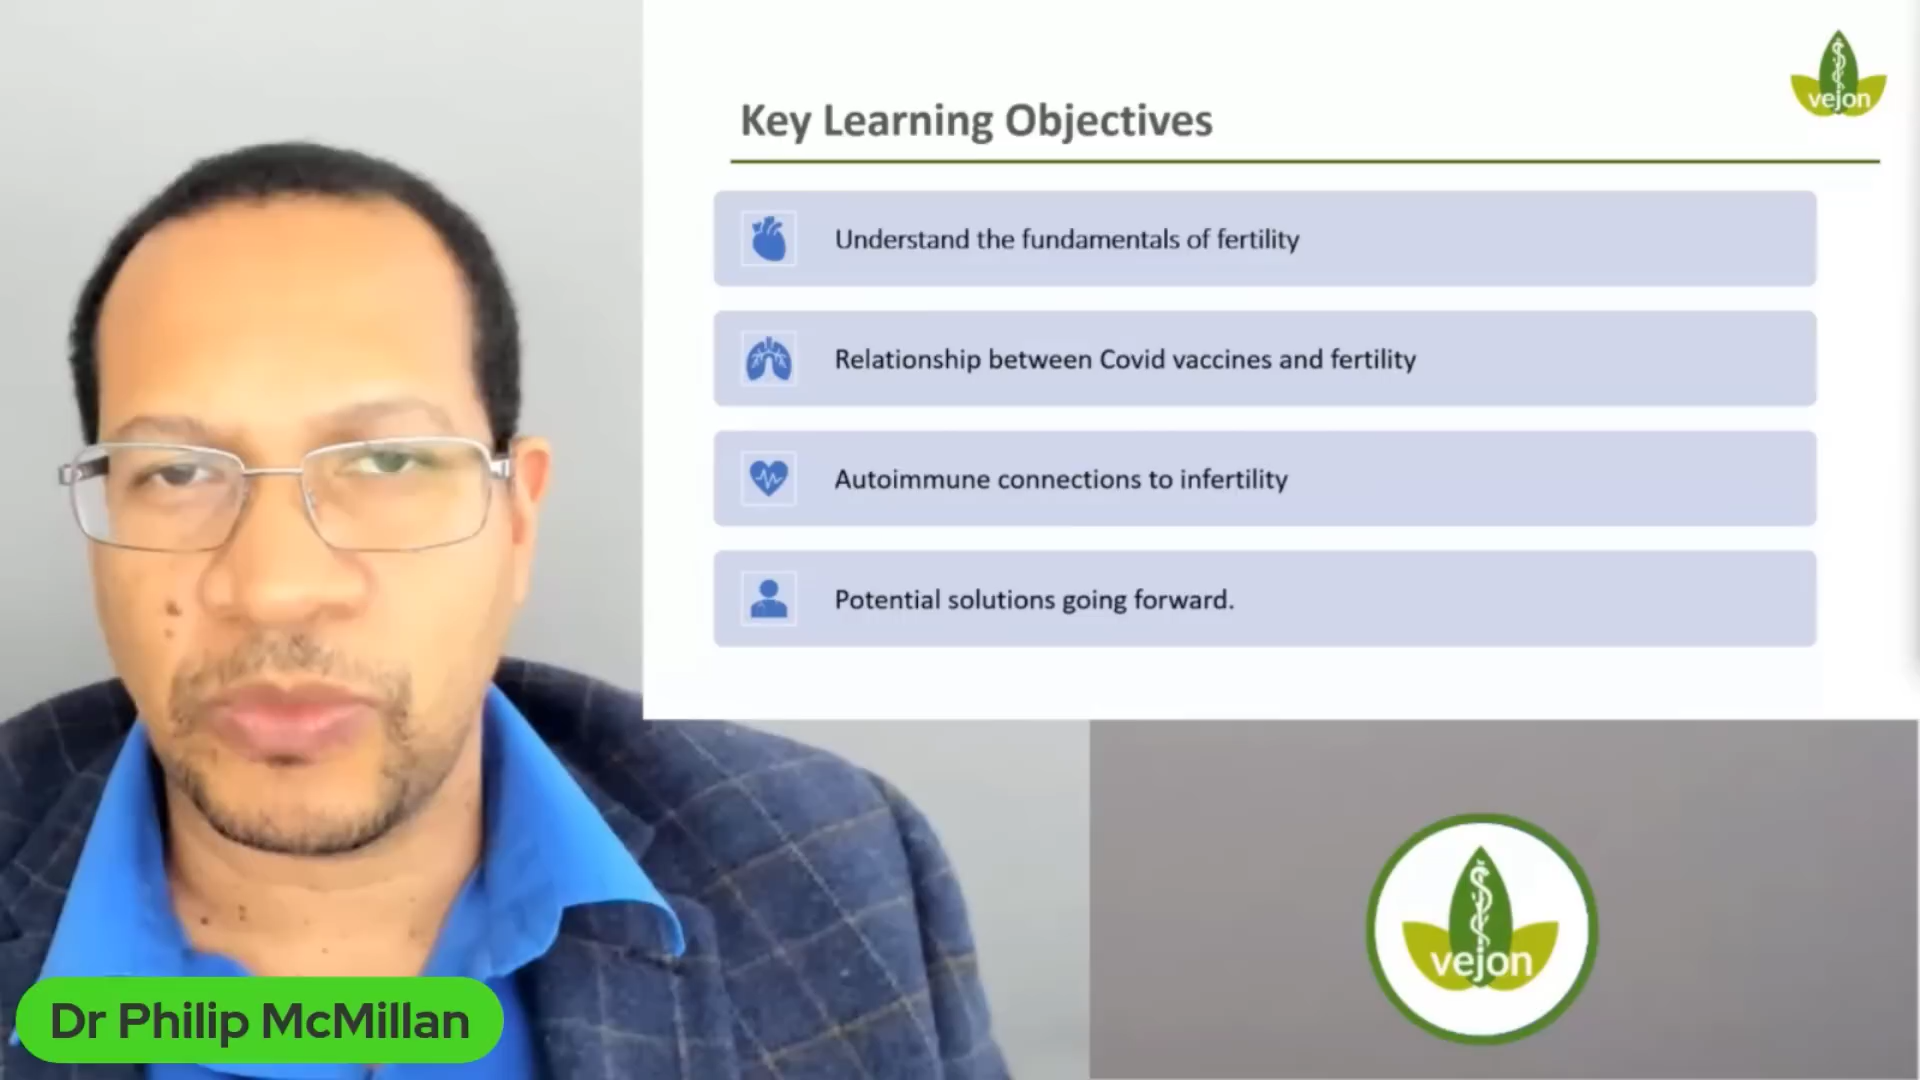 Key Learning Objectives
vejon
Understand the fundamentals of fertility
Relationship between Covid vaccines and fertility
Autoimmune connections to infertility
Potential solutions going forward.
vejon
Dr Philip McMillan